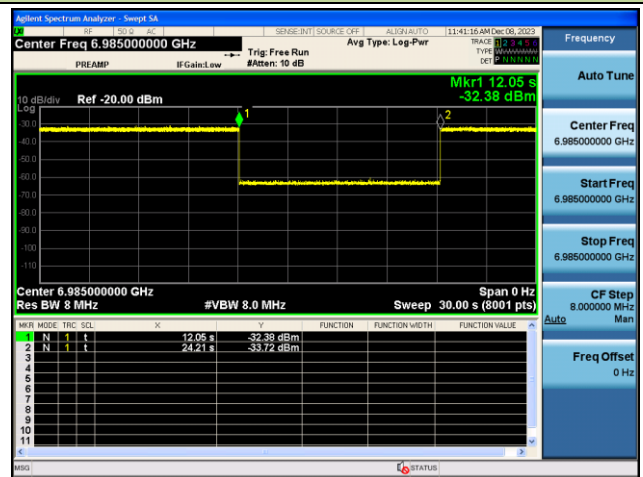 Agilent Spectrum Analyzer - Swept SA
RF 50 Ω AC SENSE:INT SOURCE OFF ALIGN AUTO 11:41:16 AM Dec 08, 2023
Center Freq 6.985000000 GHz
Avg Type: Log-Pwr
TRACE 1 2 3 4 5 6
TYPE
DET P N N N N N
Trig: Free Run
PREAMP IFGain:Low #Atten: 10 dB
Mkr1 12.05 s
-32.38 dBm
10 dB/div Ref -20.00 dBm
Log
1
2
-30.0
-40.0
-50.0
-60.0
-70.0
-80.0
-90.0
-100
-110
Center 6.985000000 GHz Span 0 Hz
Res BW 8 MHz #VBW 8.0 MHz Sweep 30.00 s (8001 pts)
MKR MODE TRC SCL X Y FUNCTION FUNCTION WIDTH FUNCTION VALUE
1 N 1 t 12.05 s -32.38 dBm
2 N 1 t 24.21 s -33.72 dBm
3
4
5
6
7
8
9
10
11
MSG STATUS
Frequency
Auto Tune
Center Freq
6.985000000 GHz
Start Freq
6.985000000 GHz
Stop Freq
6.985000000 GHz
CF Step
8.000000 MHz
Auto Man
Freq Offset
0 Hz